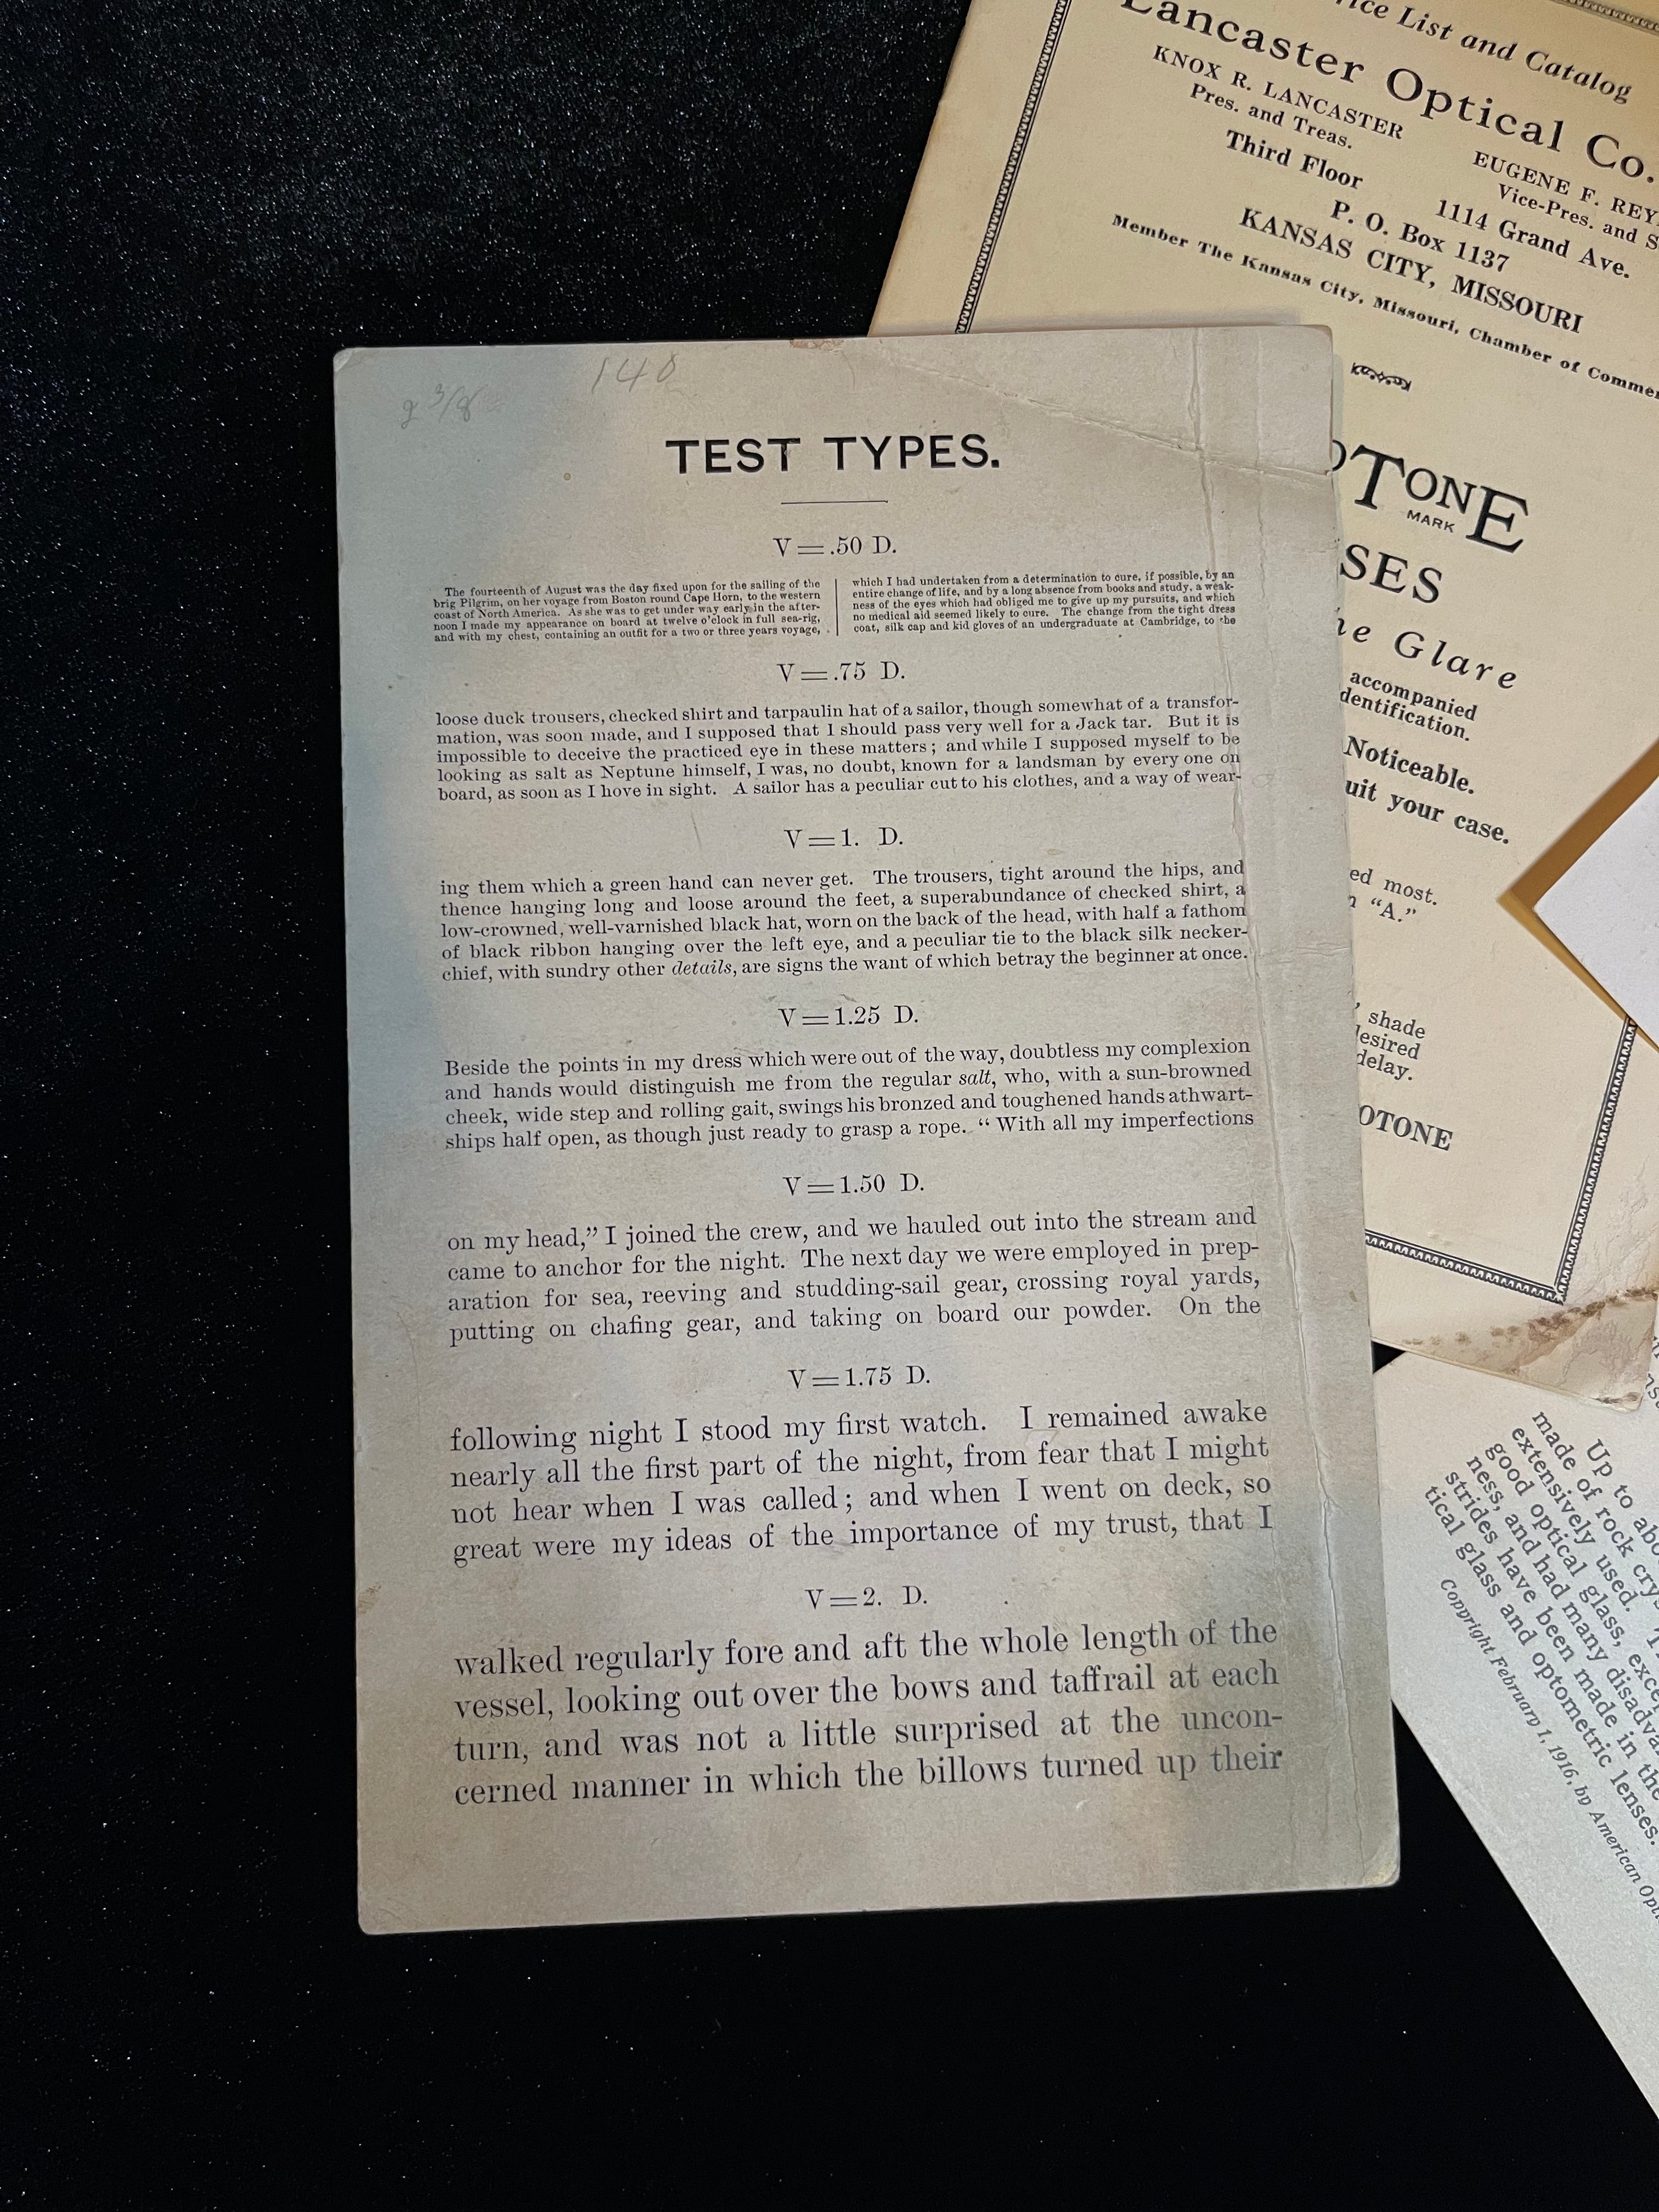 2 3/8
140
TEST TYPES.
V=.50 D.
The fourteenth of August was the day fixed upon for the sailing of the
brig Pilgrim, on her voyage from Boston round Cape Horn, to the western
coast of North America. As she was to get under way early in the after-
noon I made my appearance on board at twelve o'clock in full sea-rig,
and with my chest, containing an outfit for a two or three years voyage,
which I had undertaken from a determination to cure, if possible, by an
entire change of life, and by a long absence from books and study, a weak-
ness of the eyes which had obliged me to give up my pursuits, and which
no medical aid seemed likely to cure. The change from the tight dress
coat, silk cap and kid gloves of an undergraduate at Cambridge, to the
V=.75 D.
loose duck trousers, checked shirt and tarpaulin hat of a sailor, though somewhat of a transfor-
mation, was soon made, and I supposed that I should pass very well for a Jack tar. But it is
impossible to deceive the practiced eye in these matters; and while I supposed myself to be
looking as salt as Neptune himself, I was, no doubt, known for a landsman by every one on
board, as soon as I hove in sight. A sailor has a peculiar cut to his clothes, and a way of wear-
V=1. D.
ing them which a green hand can never get. The trousers, tight around the hips, and
thence hanging long and loose around the feet, a superabundance of checked shirt, a
low-crowned, well-varnished black hat, worn on the back of the head, with half a fathom
of black ribbon hanging over the left eye, and a peculiar tie to the black silk necker-
chief, with sundry other details, are signs the want of which betray the beginner at once.
V=1.25 D.
Beside the points in my dress which were out of the way, doubtless my complexion
and hands would distinguish me from the regular salt, who, with a sun-browned
cheek, wide step and rolling gait, swings his bronzed and toughened hands athwart-
ships half open, as though just ready to grasp a rope. "With all my imperfections
V=1.50 D.
on my head," I joined the crew, and we hauled out into the stream and
came to anchor for the night. The next day we were employed in prep-
aration for sea, reeving and studding-sail gear, crossing royal yards,
putting on chafing gear, and taking on board our powder. On the
V=1.75 D.
following night I stood my first watch. I remained awake
nearly all the first part of the night, from fear that I might
not hear when I was called; and when I went on deck, so
great were my ideas of the importance of my trust, that I
V=2. D.
walked regularly fore and aft the whole length of the
vessel, looking out over the bows and taffrail at each
turn, and was not a little surprised at the uncon-
cerned manner in which the billows turned up their
List and Catalog
Lancaster Optical Co.
KNOX R. LANCASTER
Pres. and Treas.
EUGENE F.
Vice-Pres. and
Third Floor
1114 Grand Ave.
P. O. Box 1137
KANSAS CITY, MISSOURI
Member The Kansas City, Missouri, Chamber of
TONE
MARK
SES
Glare
accompanied
dentification.
Noticeable.
uit your case.
ed most.
"A."
shade
esired
delay.
OTONE
Up to
made of rock
extensively used.
good optical glass,
ness, and had many
strides have been made in the
tical glass and optometric lenses.
Copyright February 1, 1916, by American